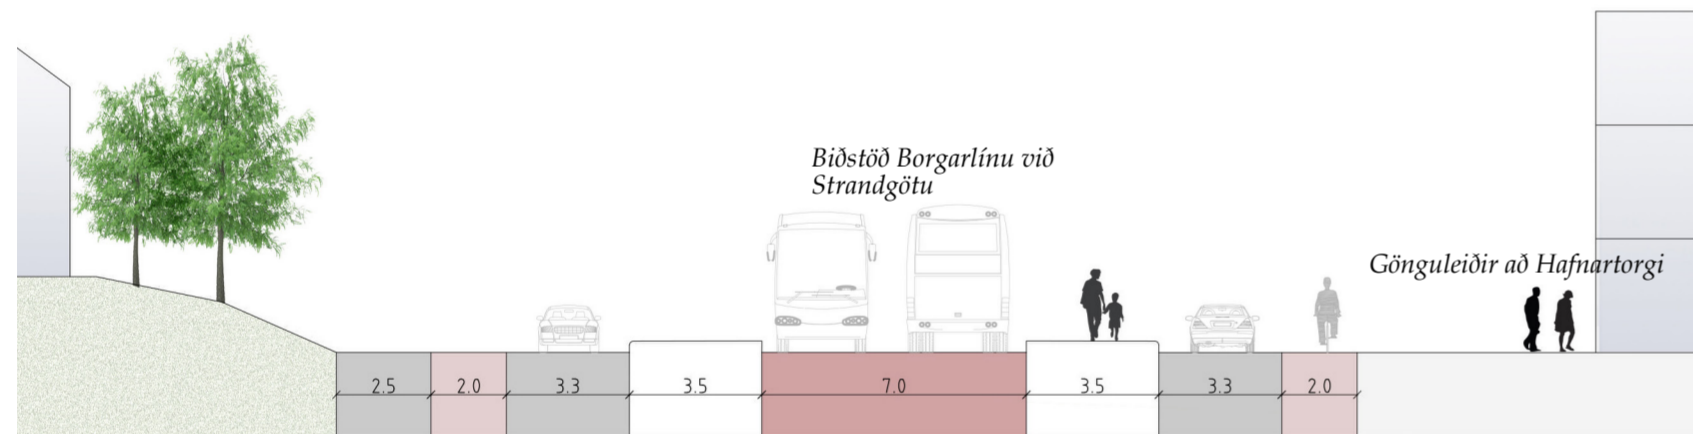 Biðstöð Borgarlínu við
Strandgötu
Gönguleiðir að Hafnartorgi
2.5 2.0 3.3 3.5 7.0 3.5 3.3 2.0